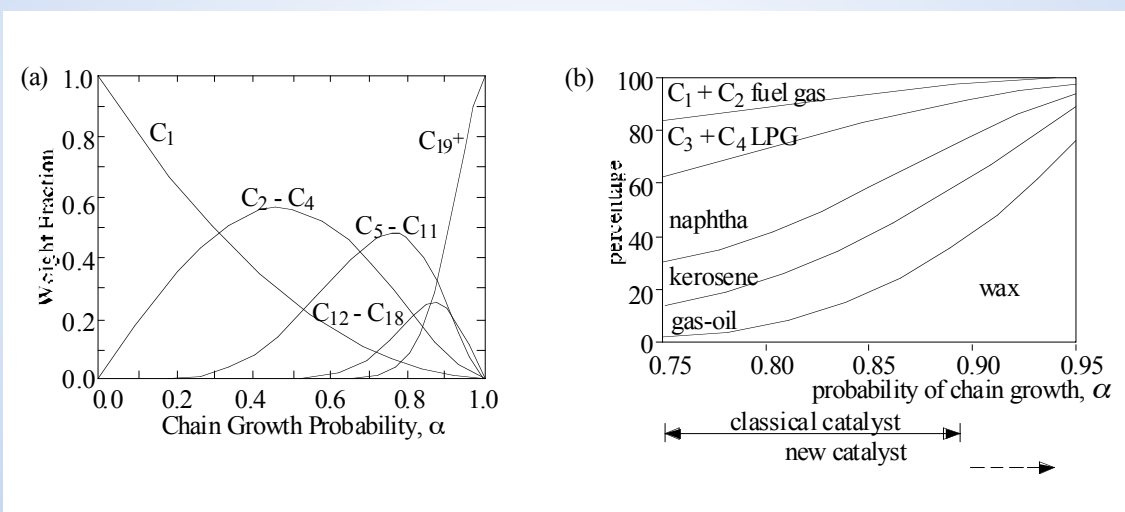 (a)
1.0
0.8
0.6
0.4
0.2
0.0
Weight Fraction
C1
C2 - C4
C5 - C11
C12 - C18
C19+
0.0 0.2 0.4 0.6 0.8 1.0
Chain Growth Probability, α
(b)
100
80
60
40
20
0
percentage
C1 + C2 fuel gas
C3 + C4 LPG
naphtha
kerosene
gas-oil
wax
0.75 0.80 0.85 0.90 0.95
probability of chain growth, α
classical catalyst
new catalyst